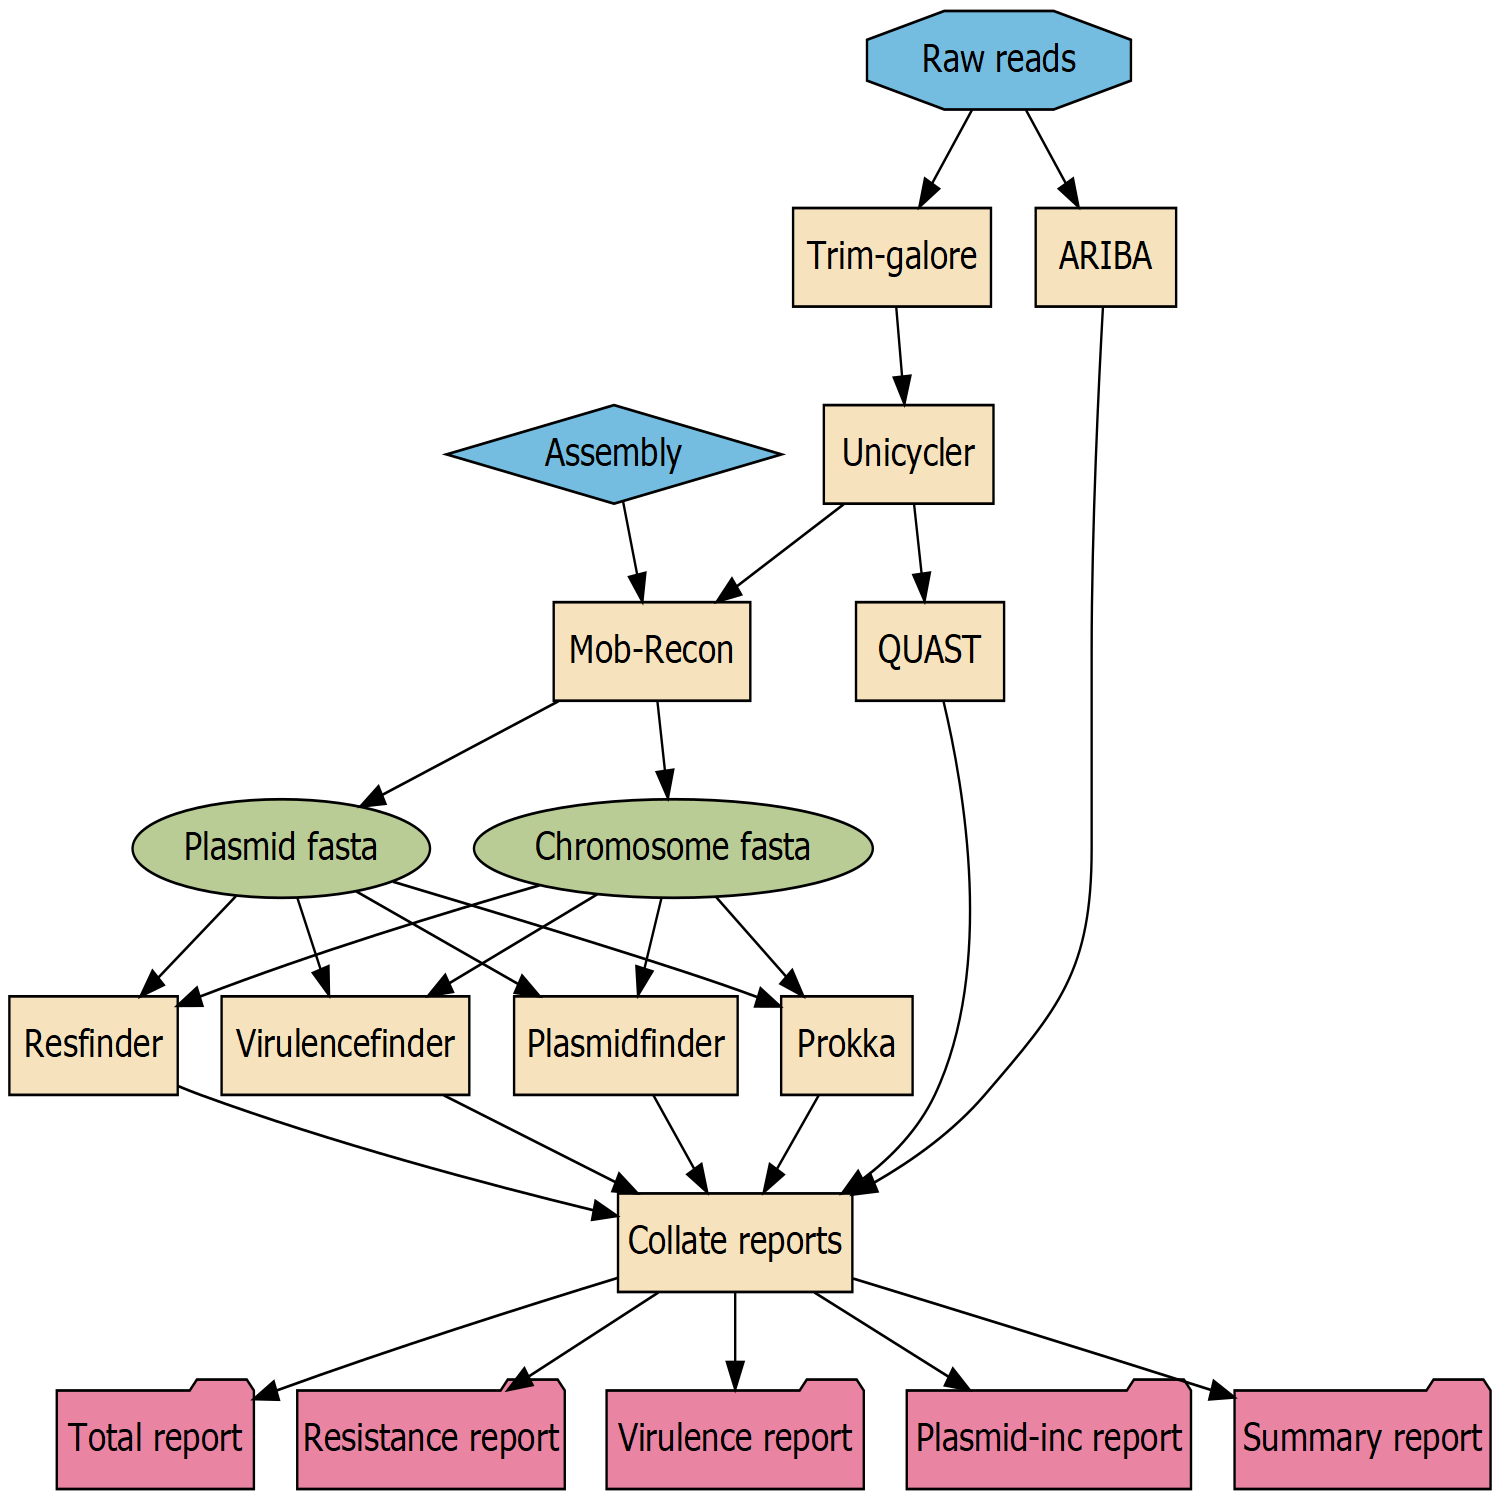 Raw reads
Trim-galore
ARIBA
Assembly
Unicycler
Mob-Recon
QUAST
Plasmid fasta
Chromosome fasta
Resfinder
Virulencefinder
Plasmidfinder
Prokka
Collate reports
Total report
Resistance report
Virulence report
Plasmid-inc report
Summary report